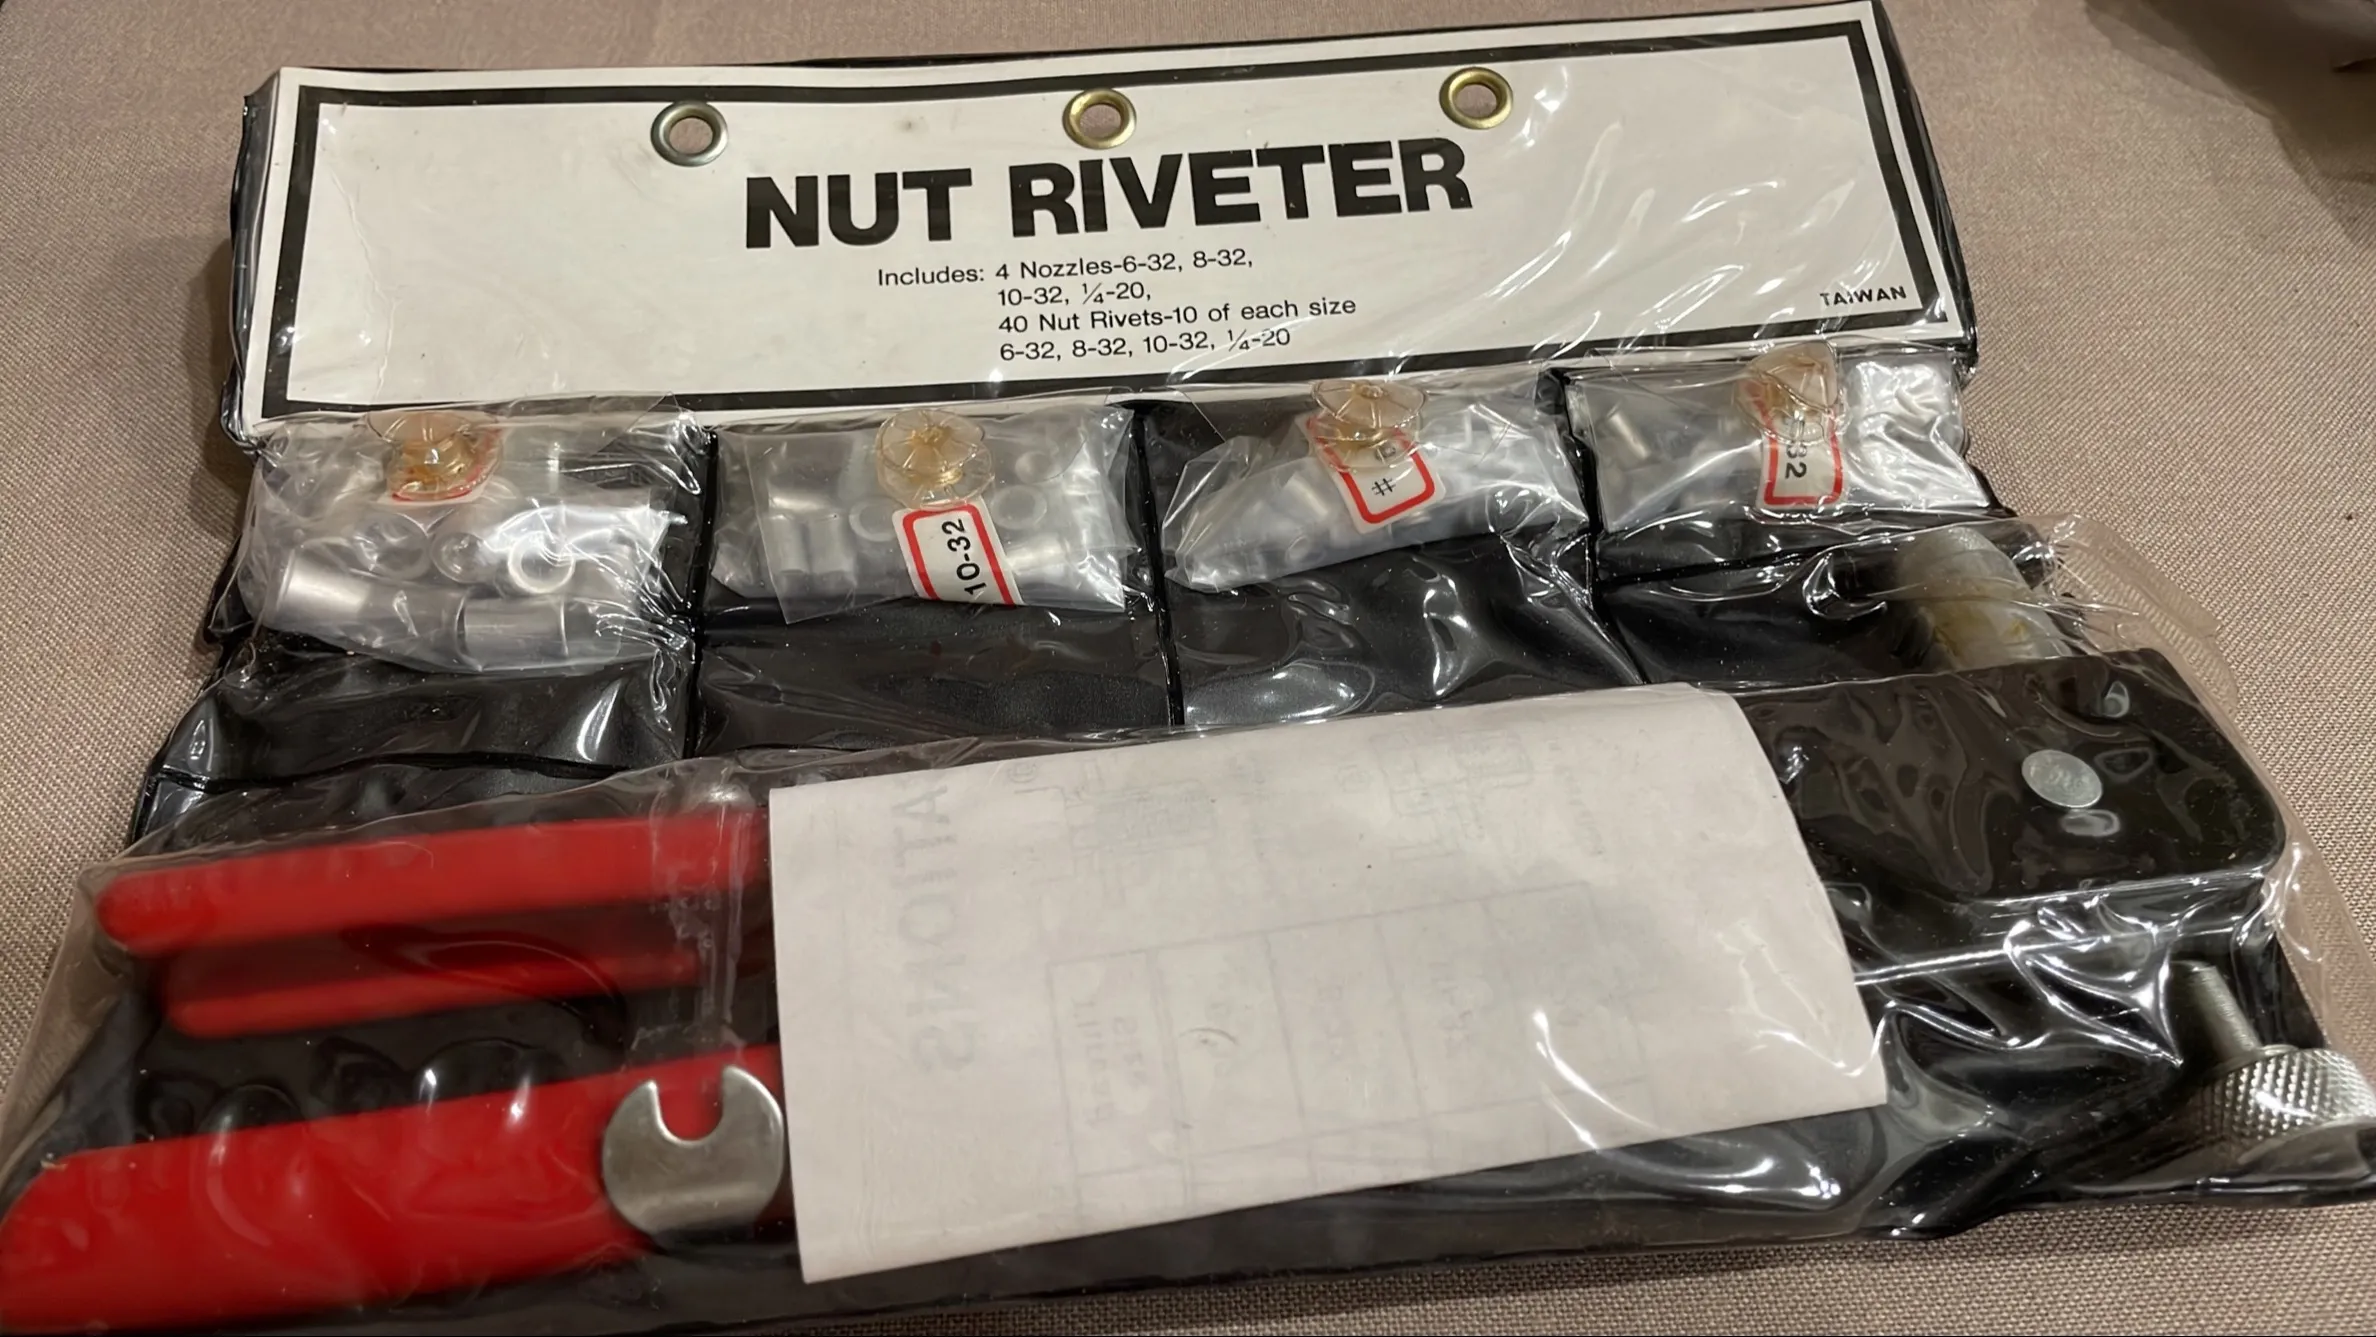 NUT RIVETER
Includes: 4 Nozzles-6-32, 8-32,
10-32, ¼-20,
40 Nut Rivets-10 of each size
6-32, 8-32, 10-32, ¼-20
TAIWAN
10-32
#
32